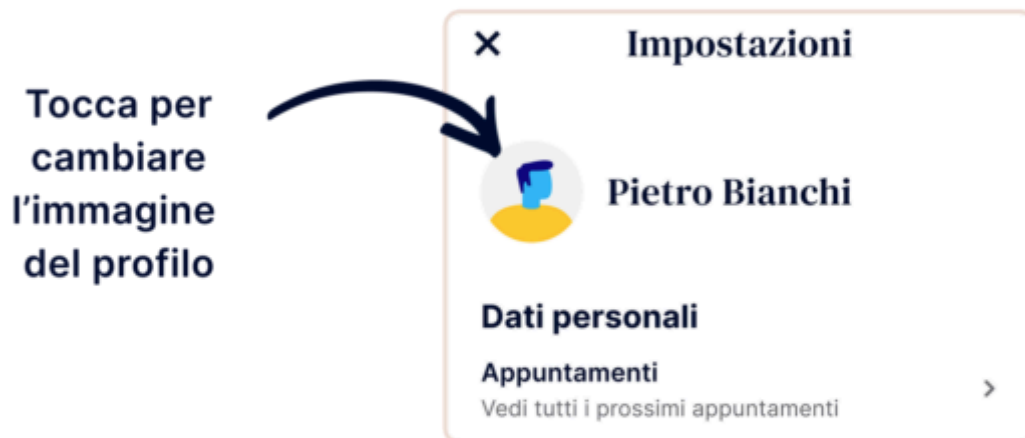 Tocca per
cambiare
l'immagine
del profilo
Impostazioni
Pietro Bianchi
Dati personali
Appuntamenti
Vedi tutti i prossimi appuntamenti